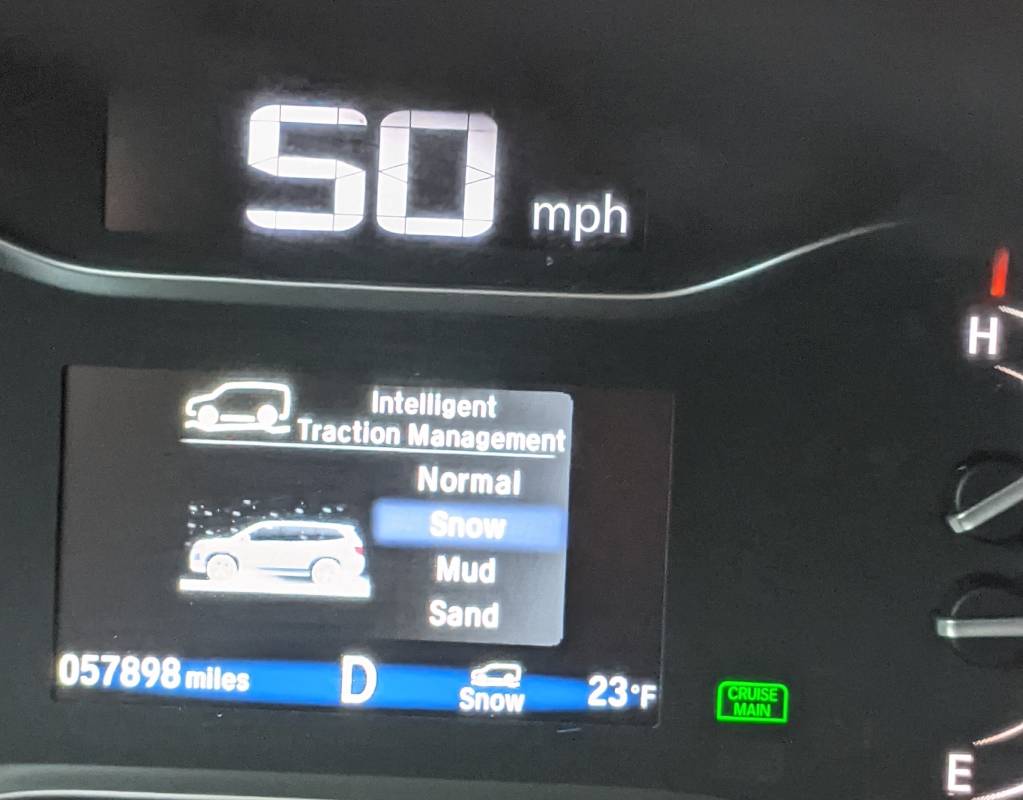 50 mph
H
Intelligent
Traction Management
Normal
Snow
Mud
Sand
057898 miles D Snow 23°F
CRUISE
MAIN
E